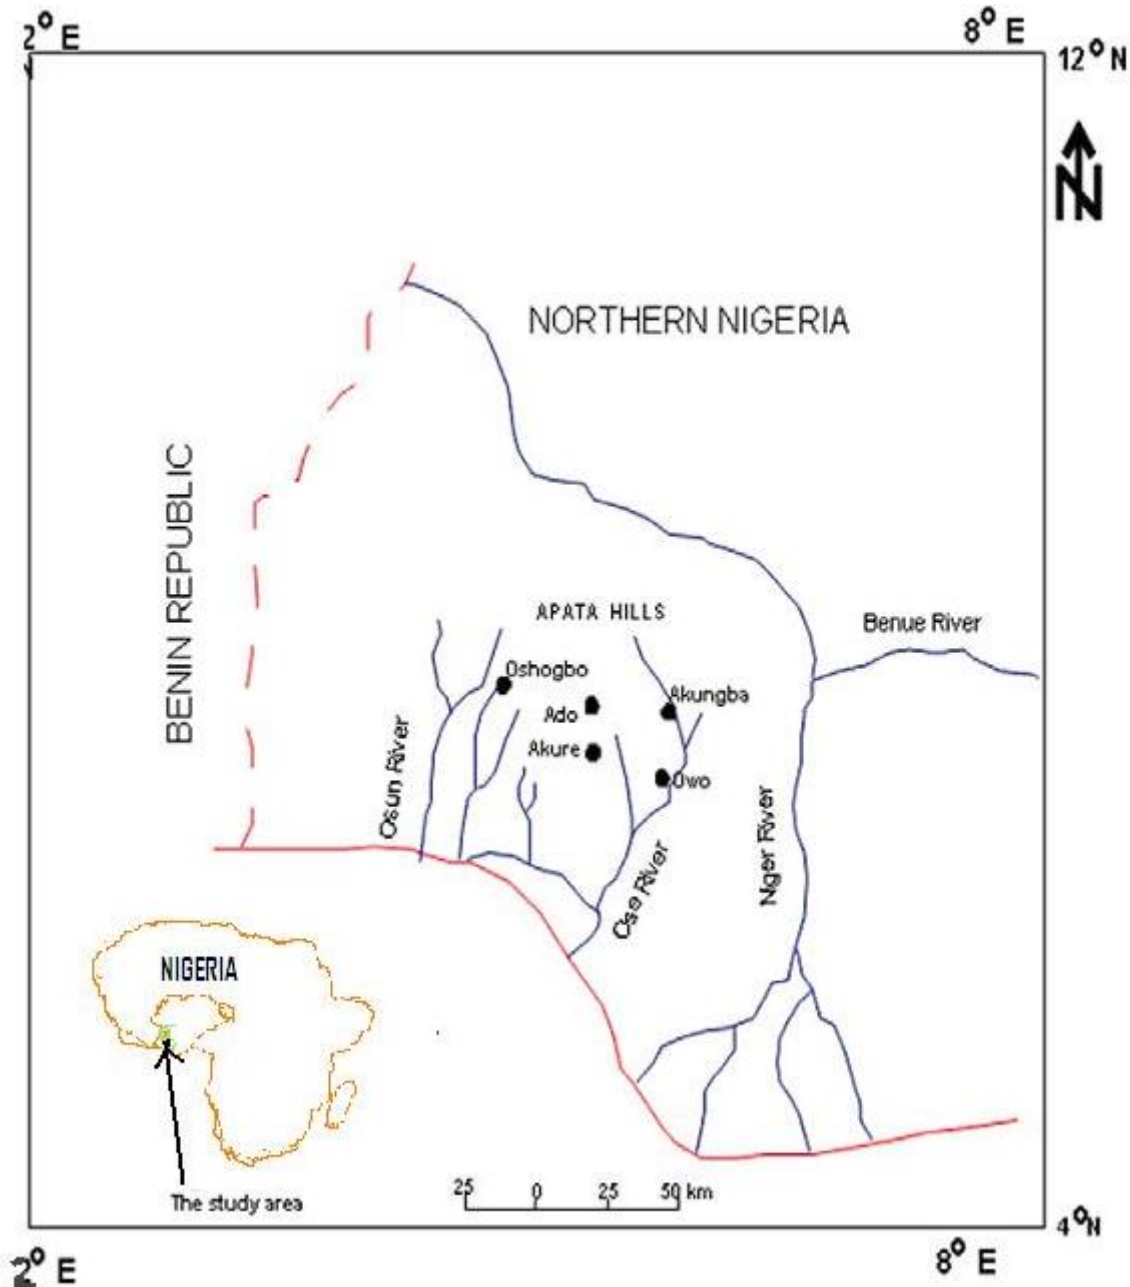 2° E
8° E
12° N
N
NORTHERN NIGERIA
BENIN REPUBLIC
APATA HILLS
Benue River
Oshogbo
Akungba
Ado
Akure
Owo
Osun River
Ose River
Nger River
NIGERIA
The study area
25 0 25 50 km
4° N
2° E
8° E